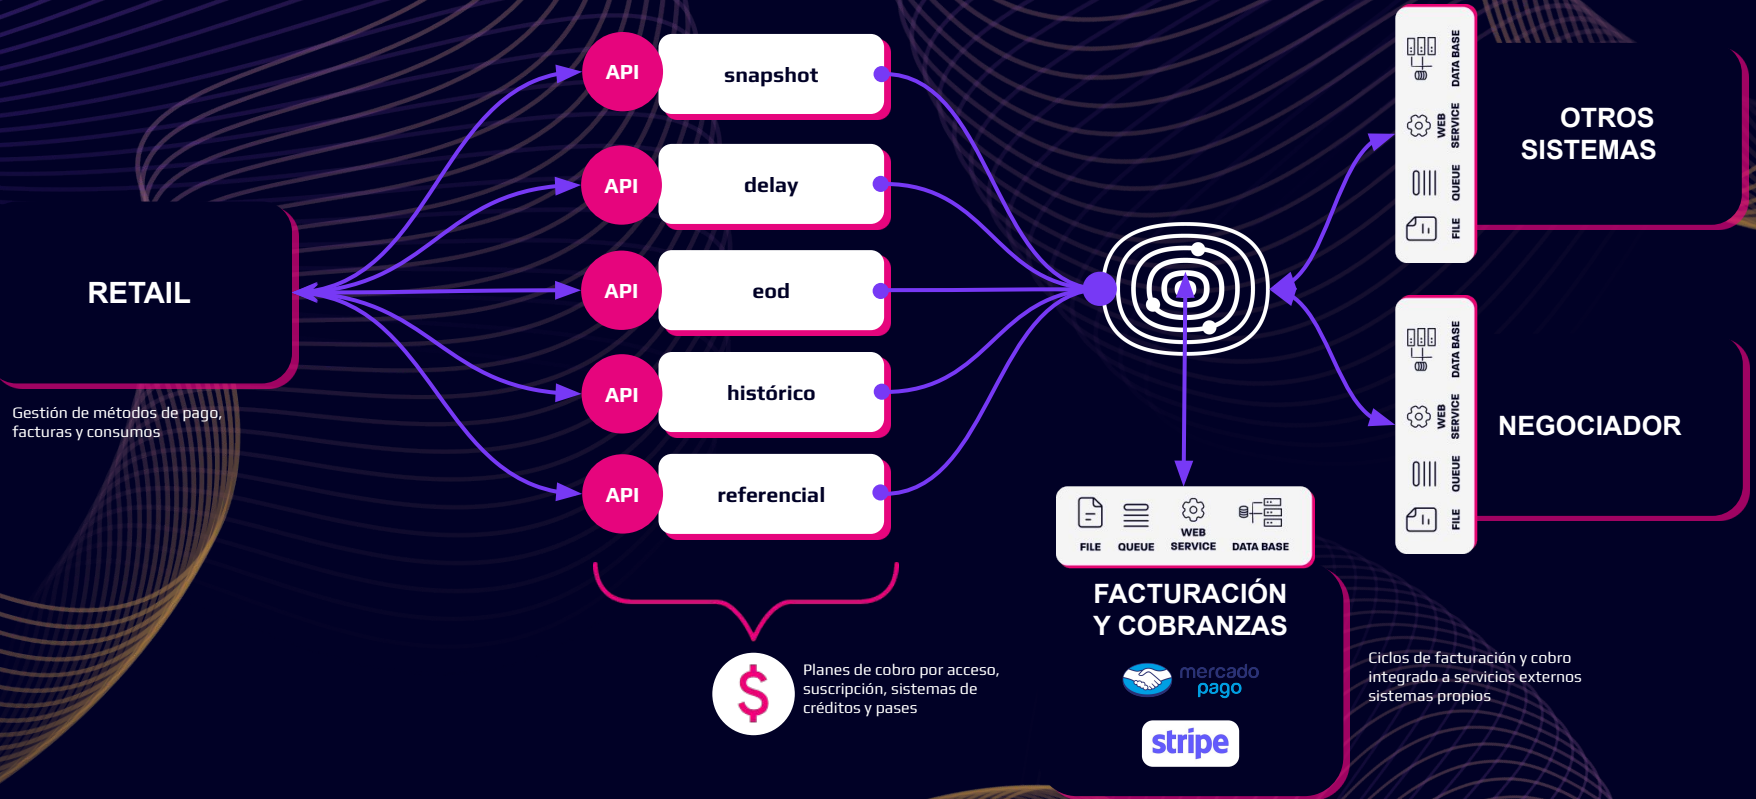 RETAIL
Gestión de métodos de pago,
facturas y consumos
API
snapshot
API
delay
API
eod
API
histórico
API
referencial
Planes de cobro por acceso,
suscripción, sistemas de
créditos y pases
FILE
QUEUE
WEB
SERVICE
DATA BASE
FACTURACIÓN
Y COBRANZAS
mercado
pago
stripe
Ciclos de facturación y cobro
integrado a servicios externos
sistemas propios
DATA BASE
WEB
SERVICE
QUEUE
FILE
OTROS
SISTEMAS
DATA BASE
WEB
SERVICE
QUEUE
FILE
NEGOCIADOR